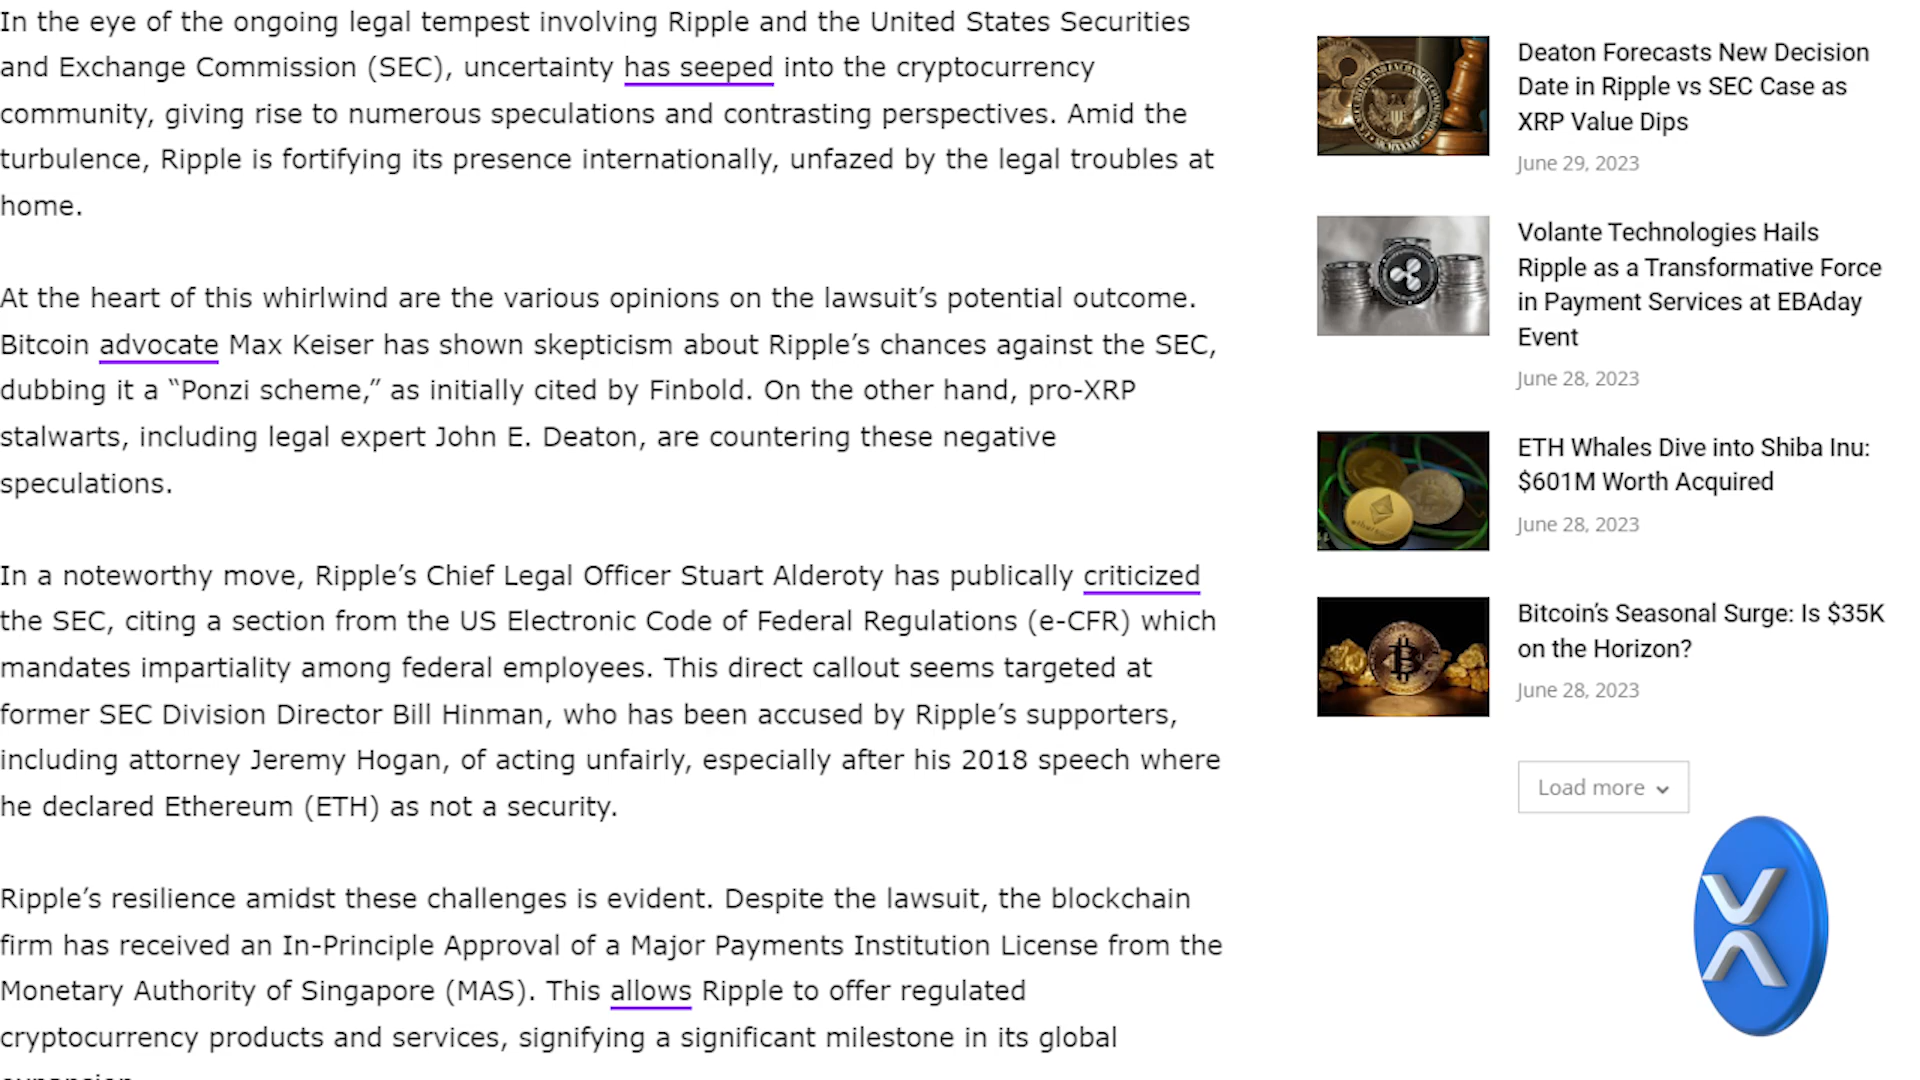 In the eye of the ongoing legal tempest involving Ripple and the United States Securities
and Exchange Commission (SEC), uncertainty has seeped into the cryptocurrency
community, giving rise to numerous speculations and contrasting perspectives. Amid the
turbulence, Ripple is fortifying its presence internationally, unfazed by the legal troubles at
home.
At the heart of this whirlwind are the various opinions on the lawsuit’s potential outcome.
Bitcoin advocate Max Keiser has shown skepticism about Ripple’s chances against the SEC,
dubbing it a “Ponzi scheme,” as initially cited by Finbold. On the other hand, pro-XRP
stalwarts, including legal expert John E. Deaton, are countering these negative
speculations.
In a noteworthy move, Ripple’s Chief Legal Officer Stuart Alderoty has publically criticized
the SEC, citing a section from the US Electronic Code of Federal Regulations (e-CFR) which
mandates impartiality among federal employees. This direct callout seems targeted at
former SEC Division Director Bill Hinman, who has been accused by Ripple’s supporters,
including attorney Jeremy Hogan, of acting unfairly, especially after his 2018 speech where
he declared Ethereum (ETH) as not a security.
Ripple’s resilience amidst these challenges is evident. Despite the lawsuit, the blockchain
firm has received an In-Principle Approval of a Major Payments Institution License from the
Monetary Authority of Singapore (MAS). This allows Ripple to offer regulated
cryptocurrency products and services, signifying a significant milestone in its global
Deaton Forecasts New Decision
Date in Ripple vs SEC Case as
XRP Value Dips
June 29, 2023
Volante Technologies Hails
Ripple as a Transformative Force
in Payment Services at EBAday
Event
June 28, 2023
ETH Whales Dive into Shiba Inu:
$601M Worth Acquired
June 28, 2023
Bitcoin’s Seasonal Surge: Is $35K
on the Horizon?
June 28, 2023
Load more